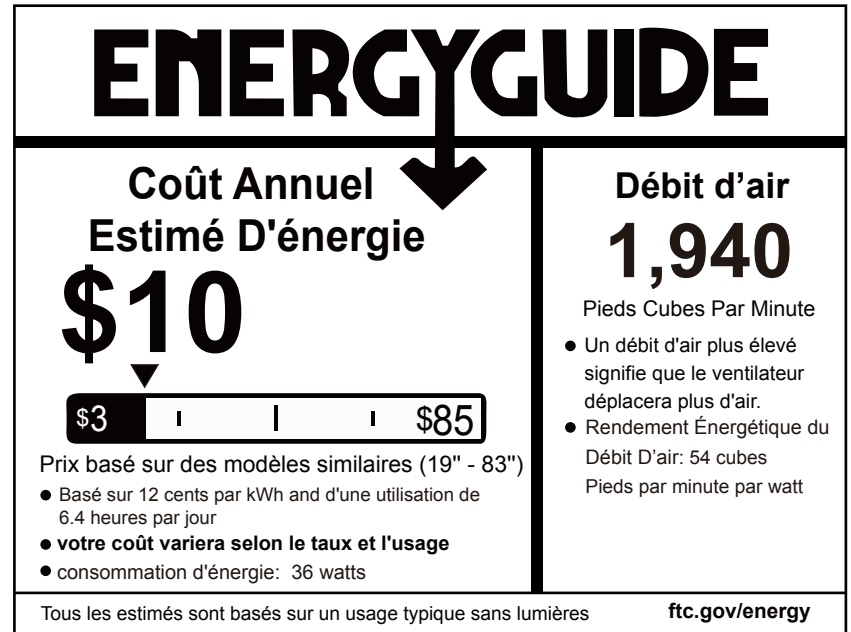 ENERGYGUIDE
Coût Annuel
Estimé D'énergie
$10
$3
$85
Prix basé sur des modèles similaires (19" - 83")
● Basé sur 12 cents par kWh and d'une utilisation de
6.4 heures par jour
● votre coût variera selon le taux et l'usage
● consommation d'énergie: 36 watts
Débit d’air
1,940
Pieds Cubes Par Minute
● Un débit d'air plus élevé
signifie que le ventilateur
déplacera plus d'air.
● Rendement Énergétique du
Débit D’air: 54 cubes
Pieds par minute par watt
Tous les estimés sont basés sur un usage typique sans lumières
ftc.gov/energy